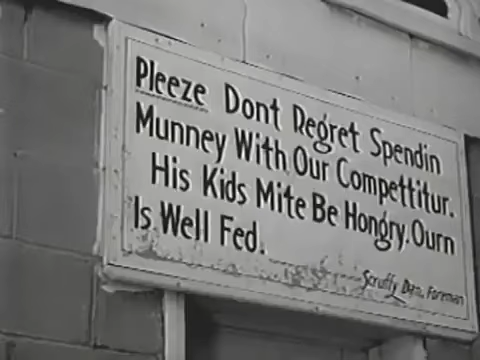 Pleeze Dont Regret Spendin
Munney With Our Compettitur.
His Kids Mite Be Hongry. Ourn
Is Well Fed.
Scruffy Dan, Foreman